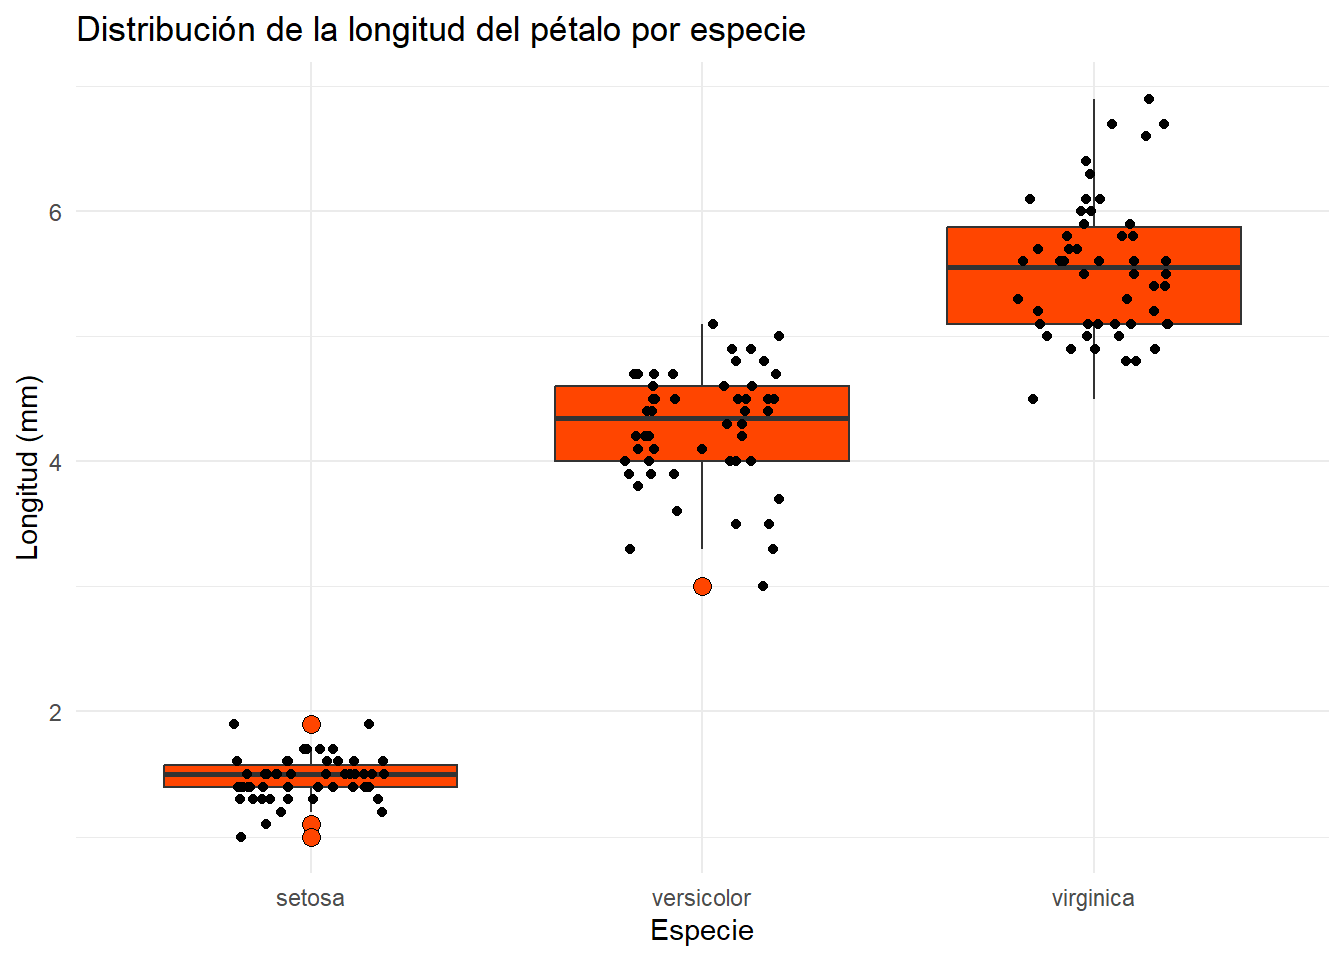 Distribución de la longitud del pétalo por especie
Longitud (mm)
6
4
2
setosa
versicolor
virginica
Especie